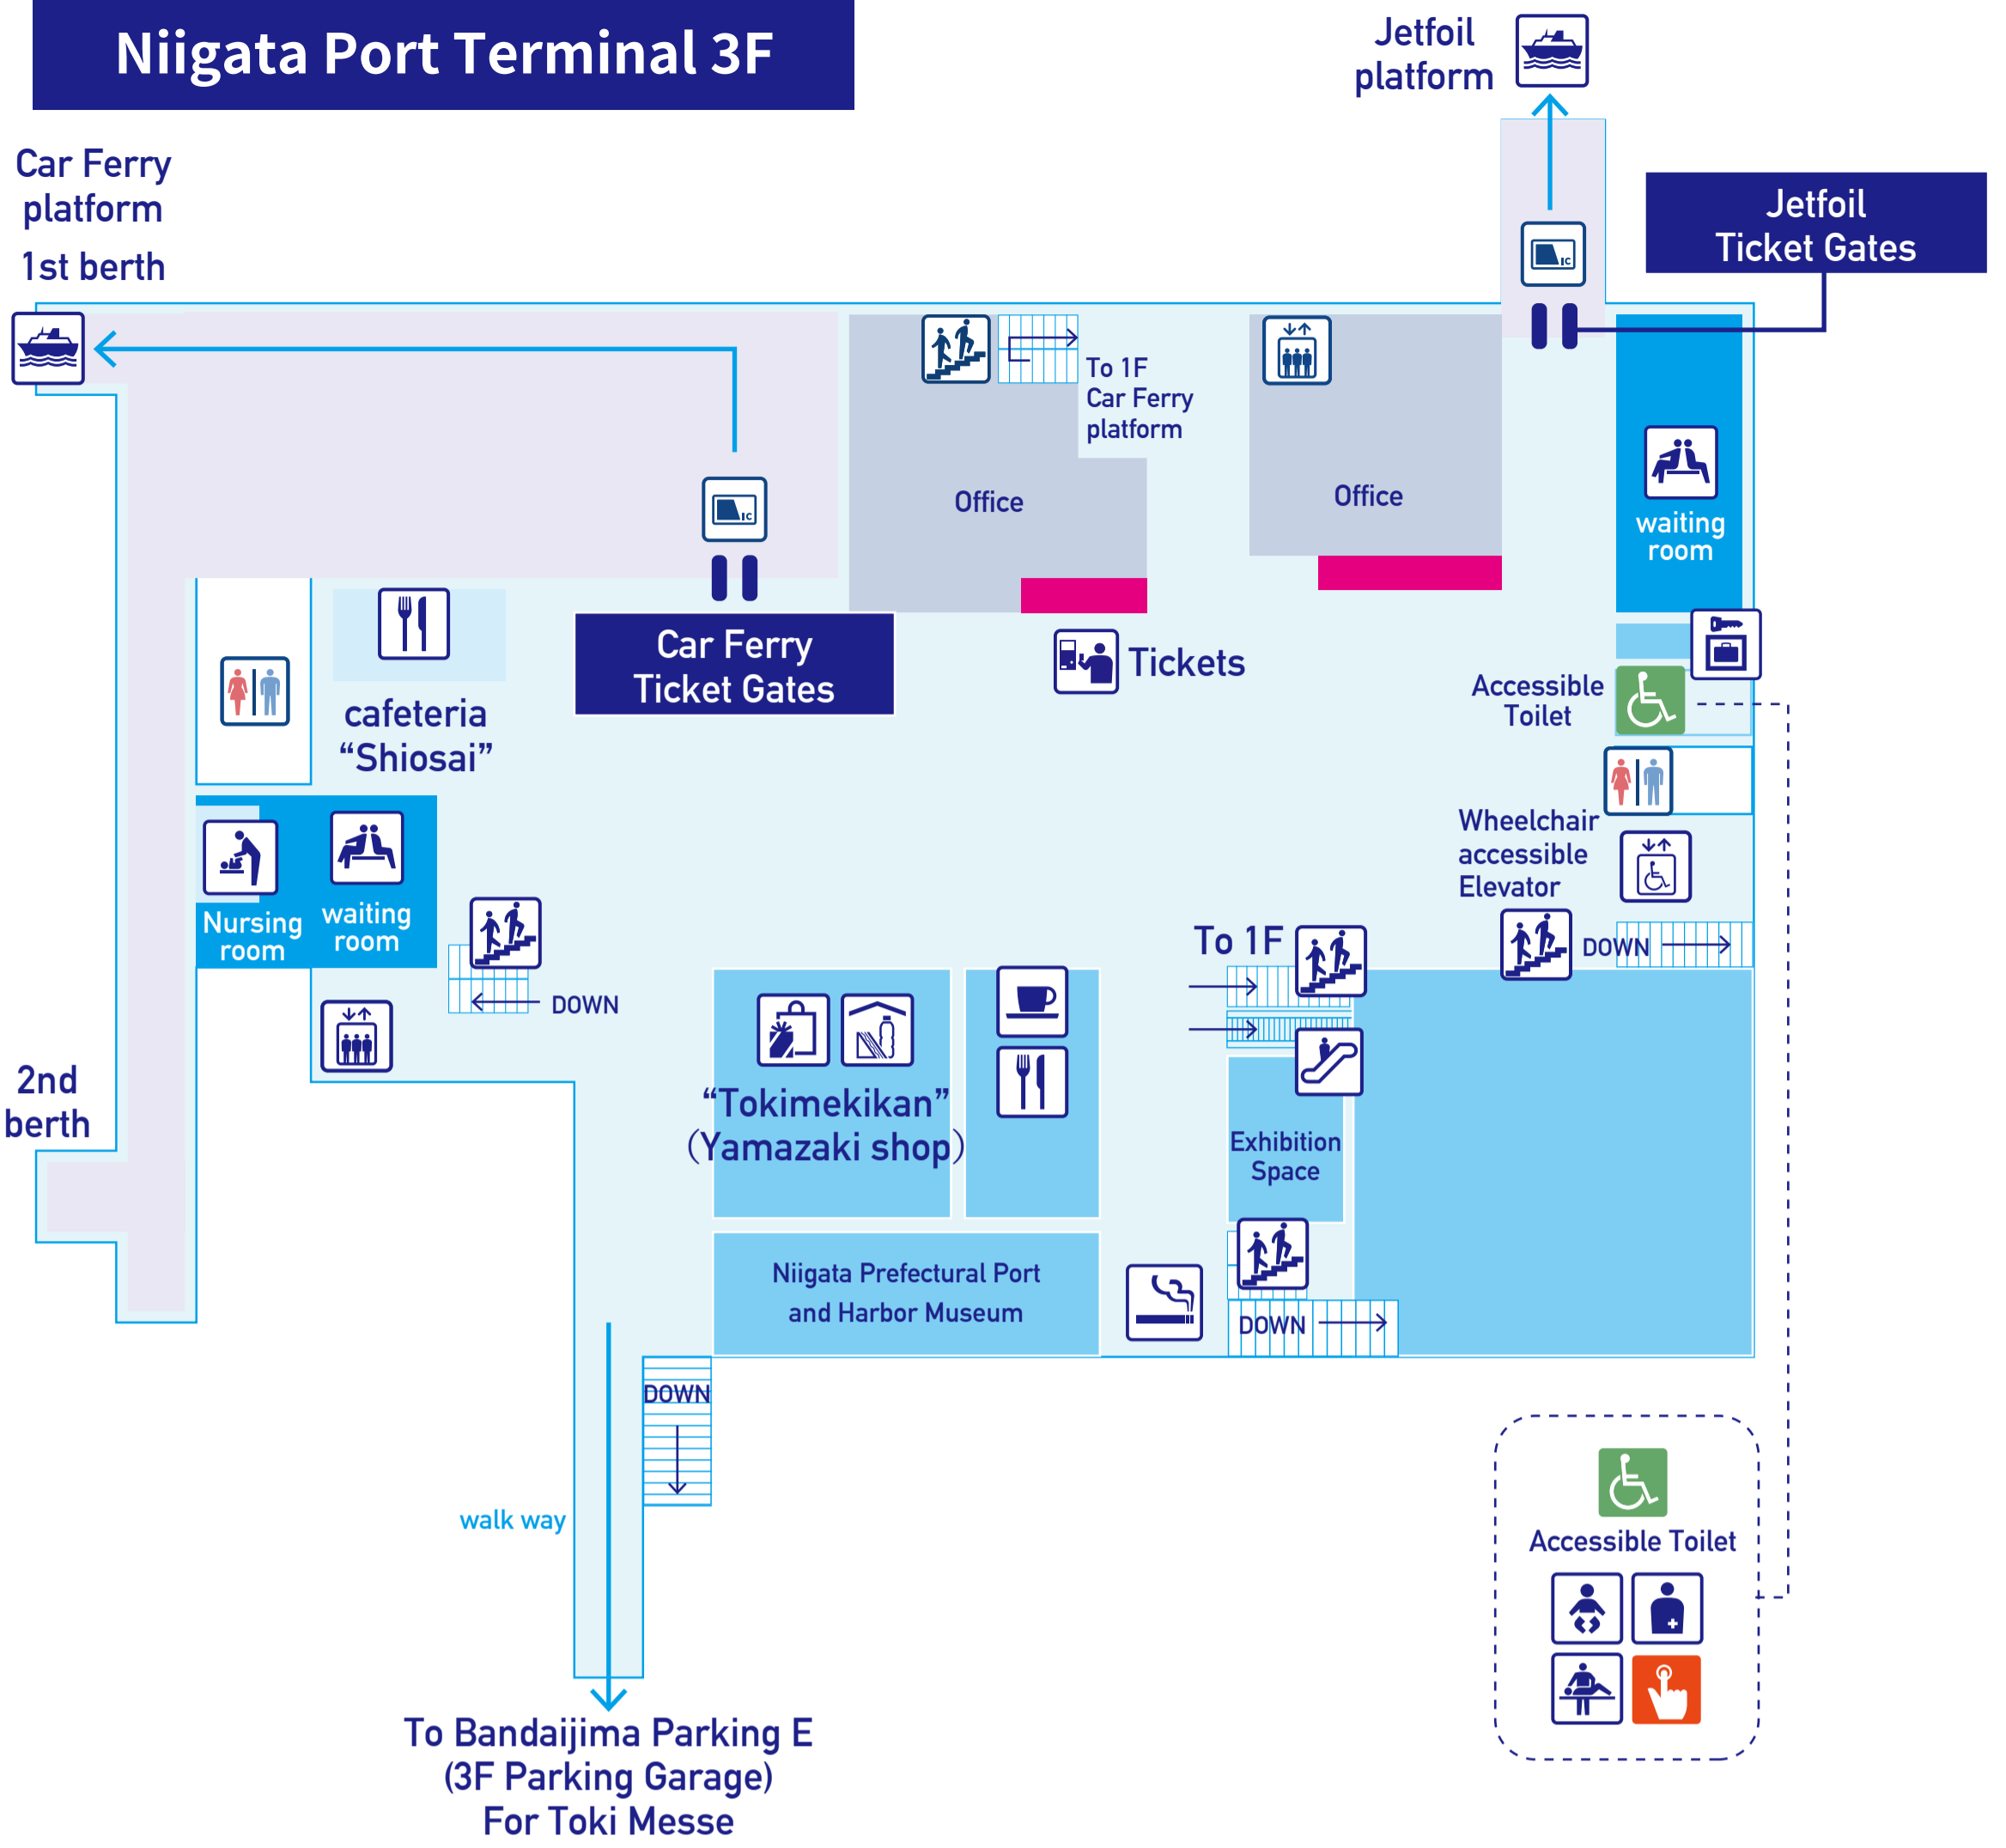 Niigata Port Terminal 3F
Jetfoil
platform
Car Ferry
platform
1st berth
Jetfoil
Ticket Gates
To 1F
Car Ferry
platform
Office
Office
waiting
room
IC
IC
Car Ferry
Ticket Gates
Tickets
cafeteria
“Shiosai”
Accessible
Toilet
Wheelchair
accessible
Elevator
Nursing
room
waiting
room
DOWN
To 1F
DOWN
2nd
berth
“Tokimekikan”
(Yamazaki shop)
Exhibition
Space
Niigata Prefectural Port
and Harbor Museum
DOWN
DOWN
walk way
Accessible Toilet
To Bandaijima Parking E
(3F Parking Garage)
For Toki Messe